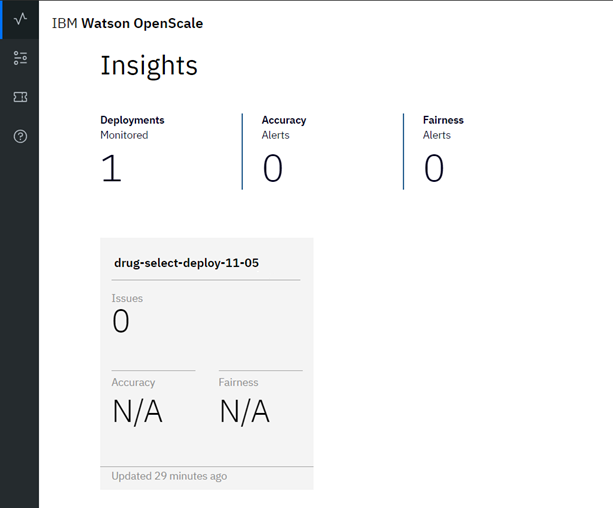 IBM Watson OpenScale
Insights
Deployments
Monitored
1
Accuracy
Alerts
0
Fairness
Alerts
0
drug-select-deploy-11-05
Issues
0
Accuracy
N/A
Fairness
N/A
Updated 29 minutes ago